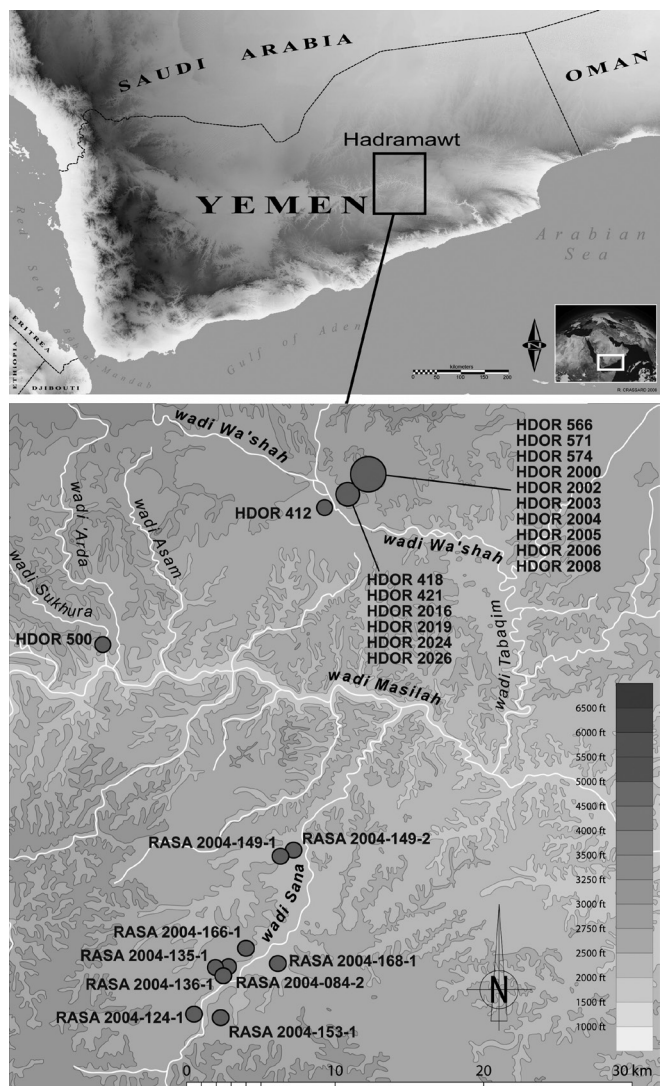 SAUDI ARABIA
OMAN
Hadramawt
YEMEN
Red Sea
Arabian
Sea
Gulf of Aden
Bab al Mandab
ERITREA
ETHIOPIA
DJIBOUTI
N
kilometers
0 50 100 150 200
R. CRASSARD 2008
wadi Wa'shah
HDOR 566
HDOR 571
HDOR 574
HDOR 2000
HDOR 2002
HDOR 2003
HDOR 2004
HDOR 2005
HDOR 2006
HDOR 2008
HDOR 412
wadi 'Arda
wadi Asam
wadi Wa'shah
HDOR 418
HDOR 421
HDOR 2016
HDOR 2019
HDOR 2024
HDOR 2026
wadi Sukhura
HDOR 500
wadi Tabaqim
wadi Masilah
6500 ft
6000 ft
5500 ft
5000 ft
4500 ft
4000 ft
3500 ft
3000 ft
2750 ft
2500 ft
2000 ft
1500 ft
1000 ft
RASA 2004-149-1
RASA 2004-149-2
wadi Sana
RASA 2004-166-1
RASA 2004-135-1
RASA 2004-168-1
RASA 2004-136-1
RASA 2004-084-2
RASA 2004-124-1
RASA 2004-153-1
N
0 10 20 30 km